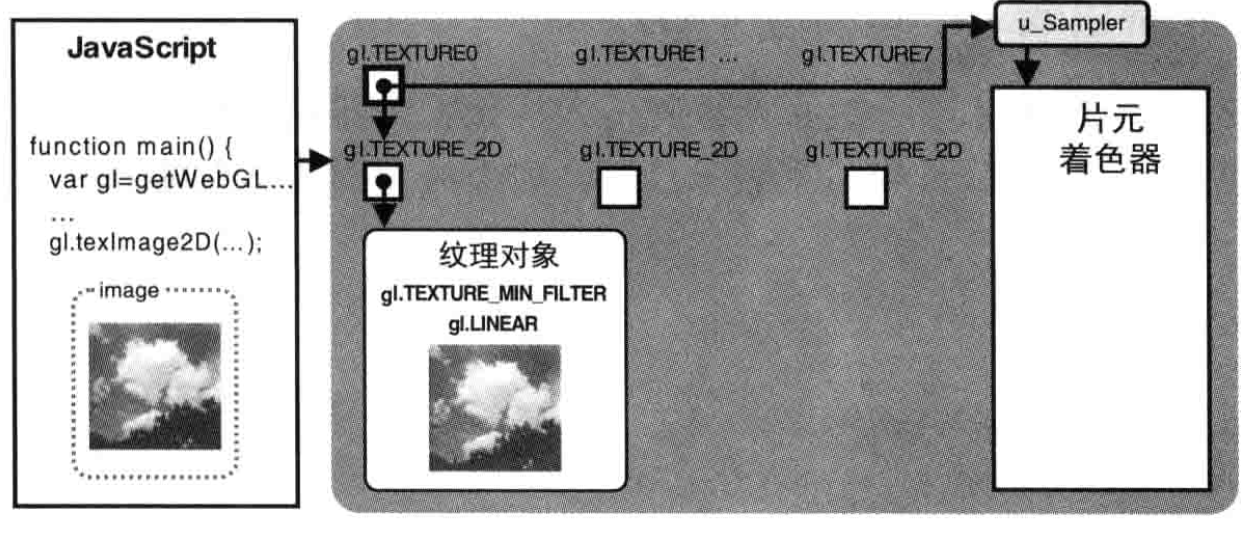 JavaScript
function main() {
var gl=getWebGL...
...
gl.texImage2D(...);
image
gl.TEXTURE0
gl.TEXTURE1 ...
gl.TEXTURE7
u_Sampler
gl.TEXTURE_2D
gl.TEXTURE_2D
gl.TEXTURE_2D
纹理对象
gl.TEXTURE_MIN_FILTER
gl.LINEAR
片元
着色器